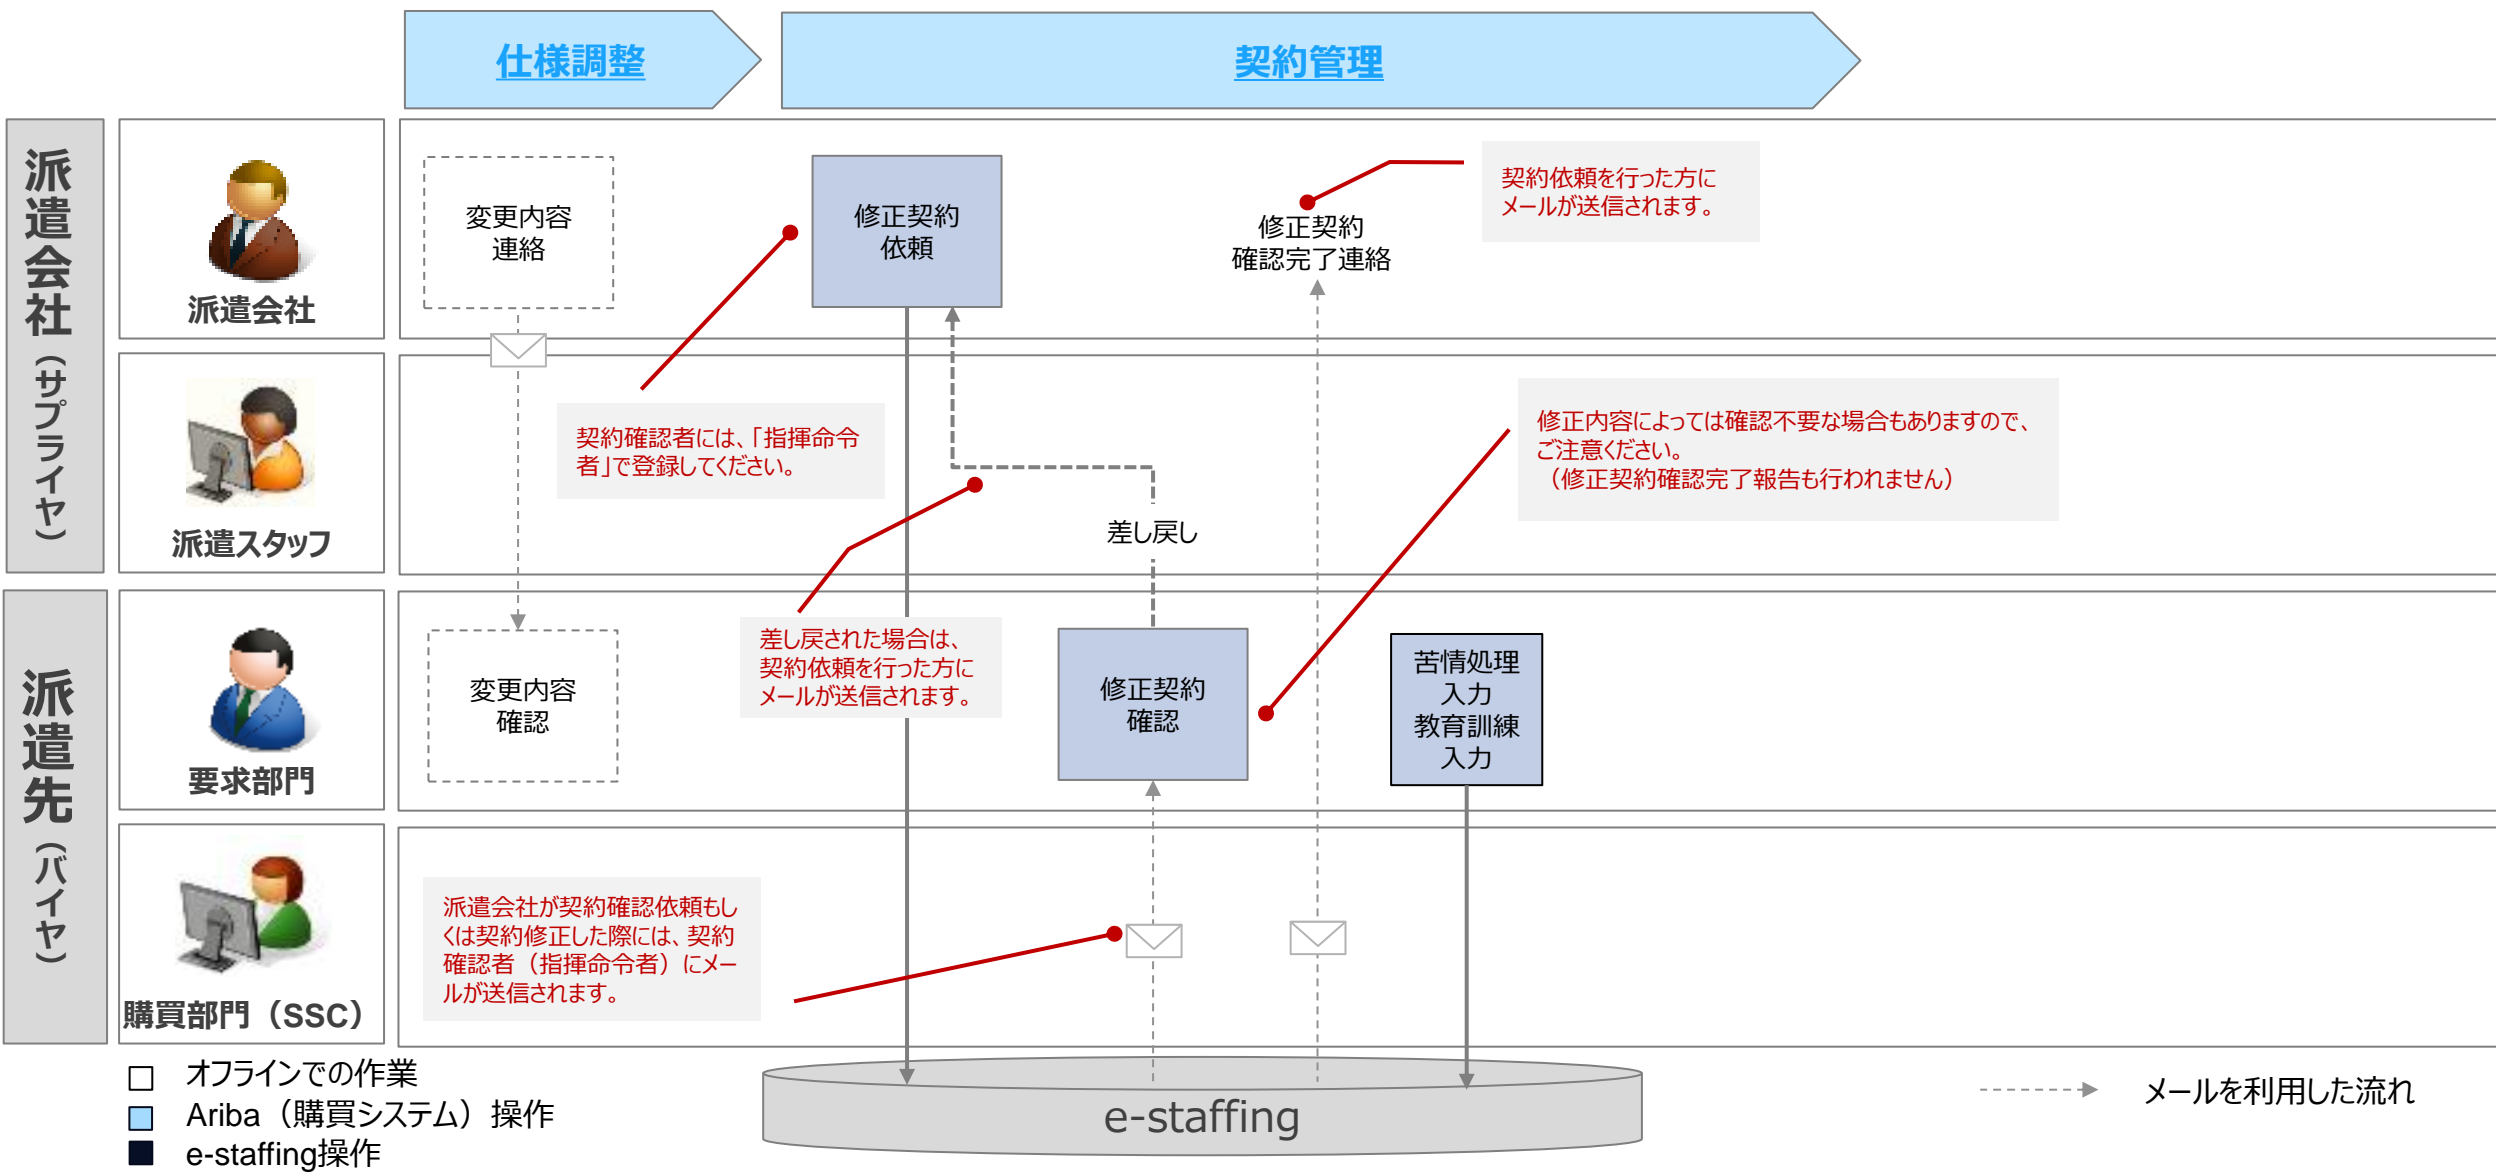 仕様調整
契約管理
派遣会社（サプライヤ）
派遣会社
変更内容
連絡
修正契約
依頼
修正契約
確認完了連絡
契約依頼を行った方に
メールが送信されます。
派遣スタッフ
契約確認者には、「指揮命令
者」で登録してください。
差し戻し
修正内容によっては確認不要な場合もありますので、
ご注意ください。
（修正契約確認完了報告も行われません）
派遣先（バイヤ）
要求部門
変更内容
確認
差し戻された場合は、
契約依頼を行った方に
メールが送信されます。
修正契約
確認
苦情処理
入力
教育訓練
入力
購買部門（SSC）
派遣会社が契約確認依頼もし
くは契約修正した際には、契約
確認者（指揮命令者）にメー
ルが送信されます。
e-staffing
オフラインでの作業
Ariba（購買システム）操作
e-staffing操作
メールを利用した流れ